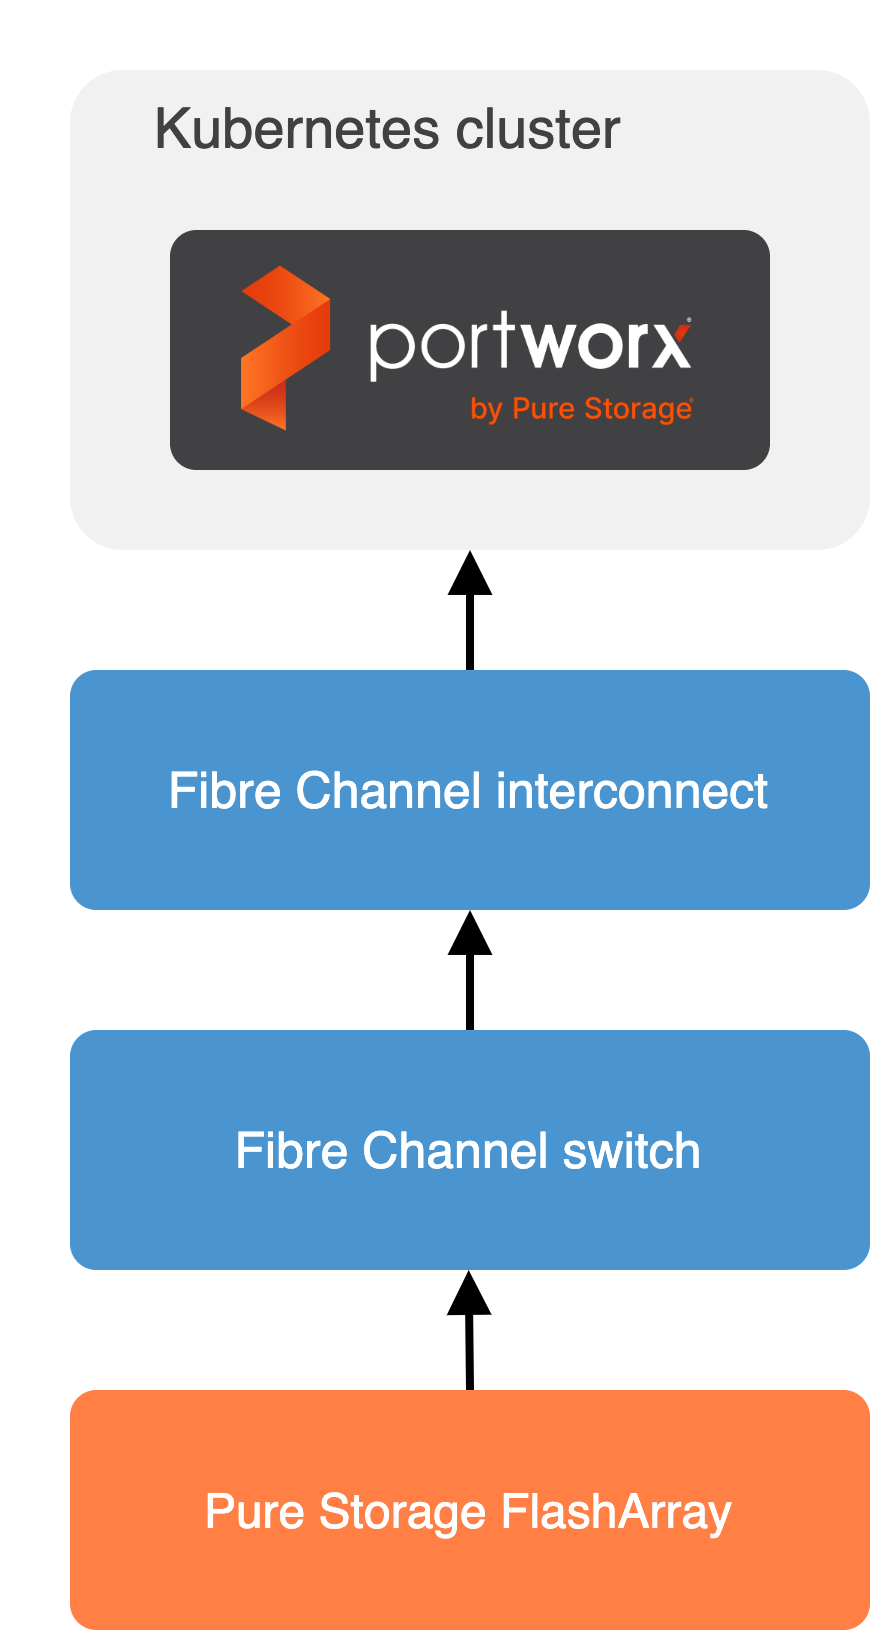 Kubernetes cluster
portworx®
by Pure Storage®
Fibre Channel interconnect
Fibre Channel switch
Pure Storage FlashArray